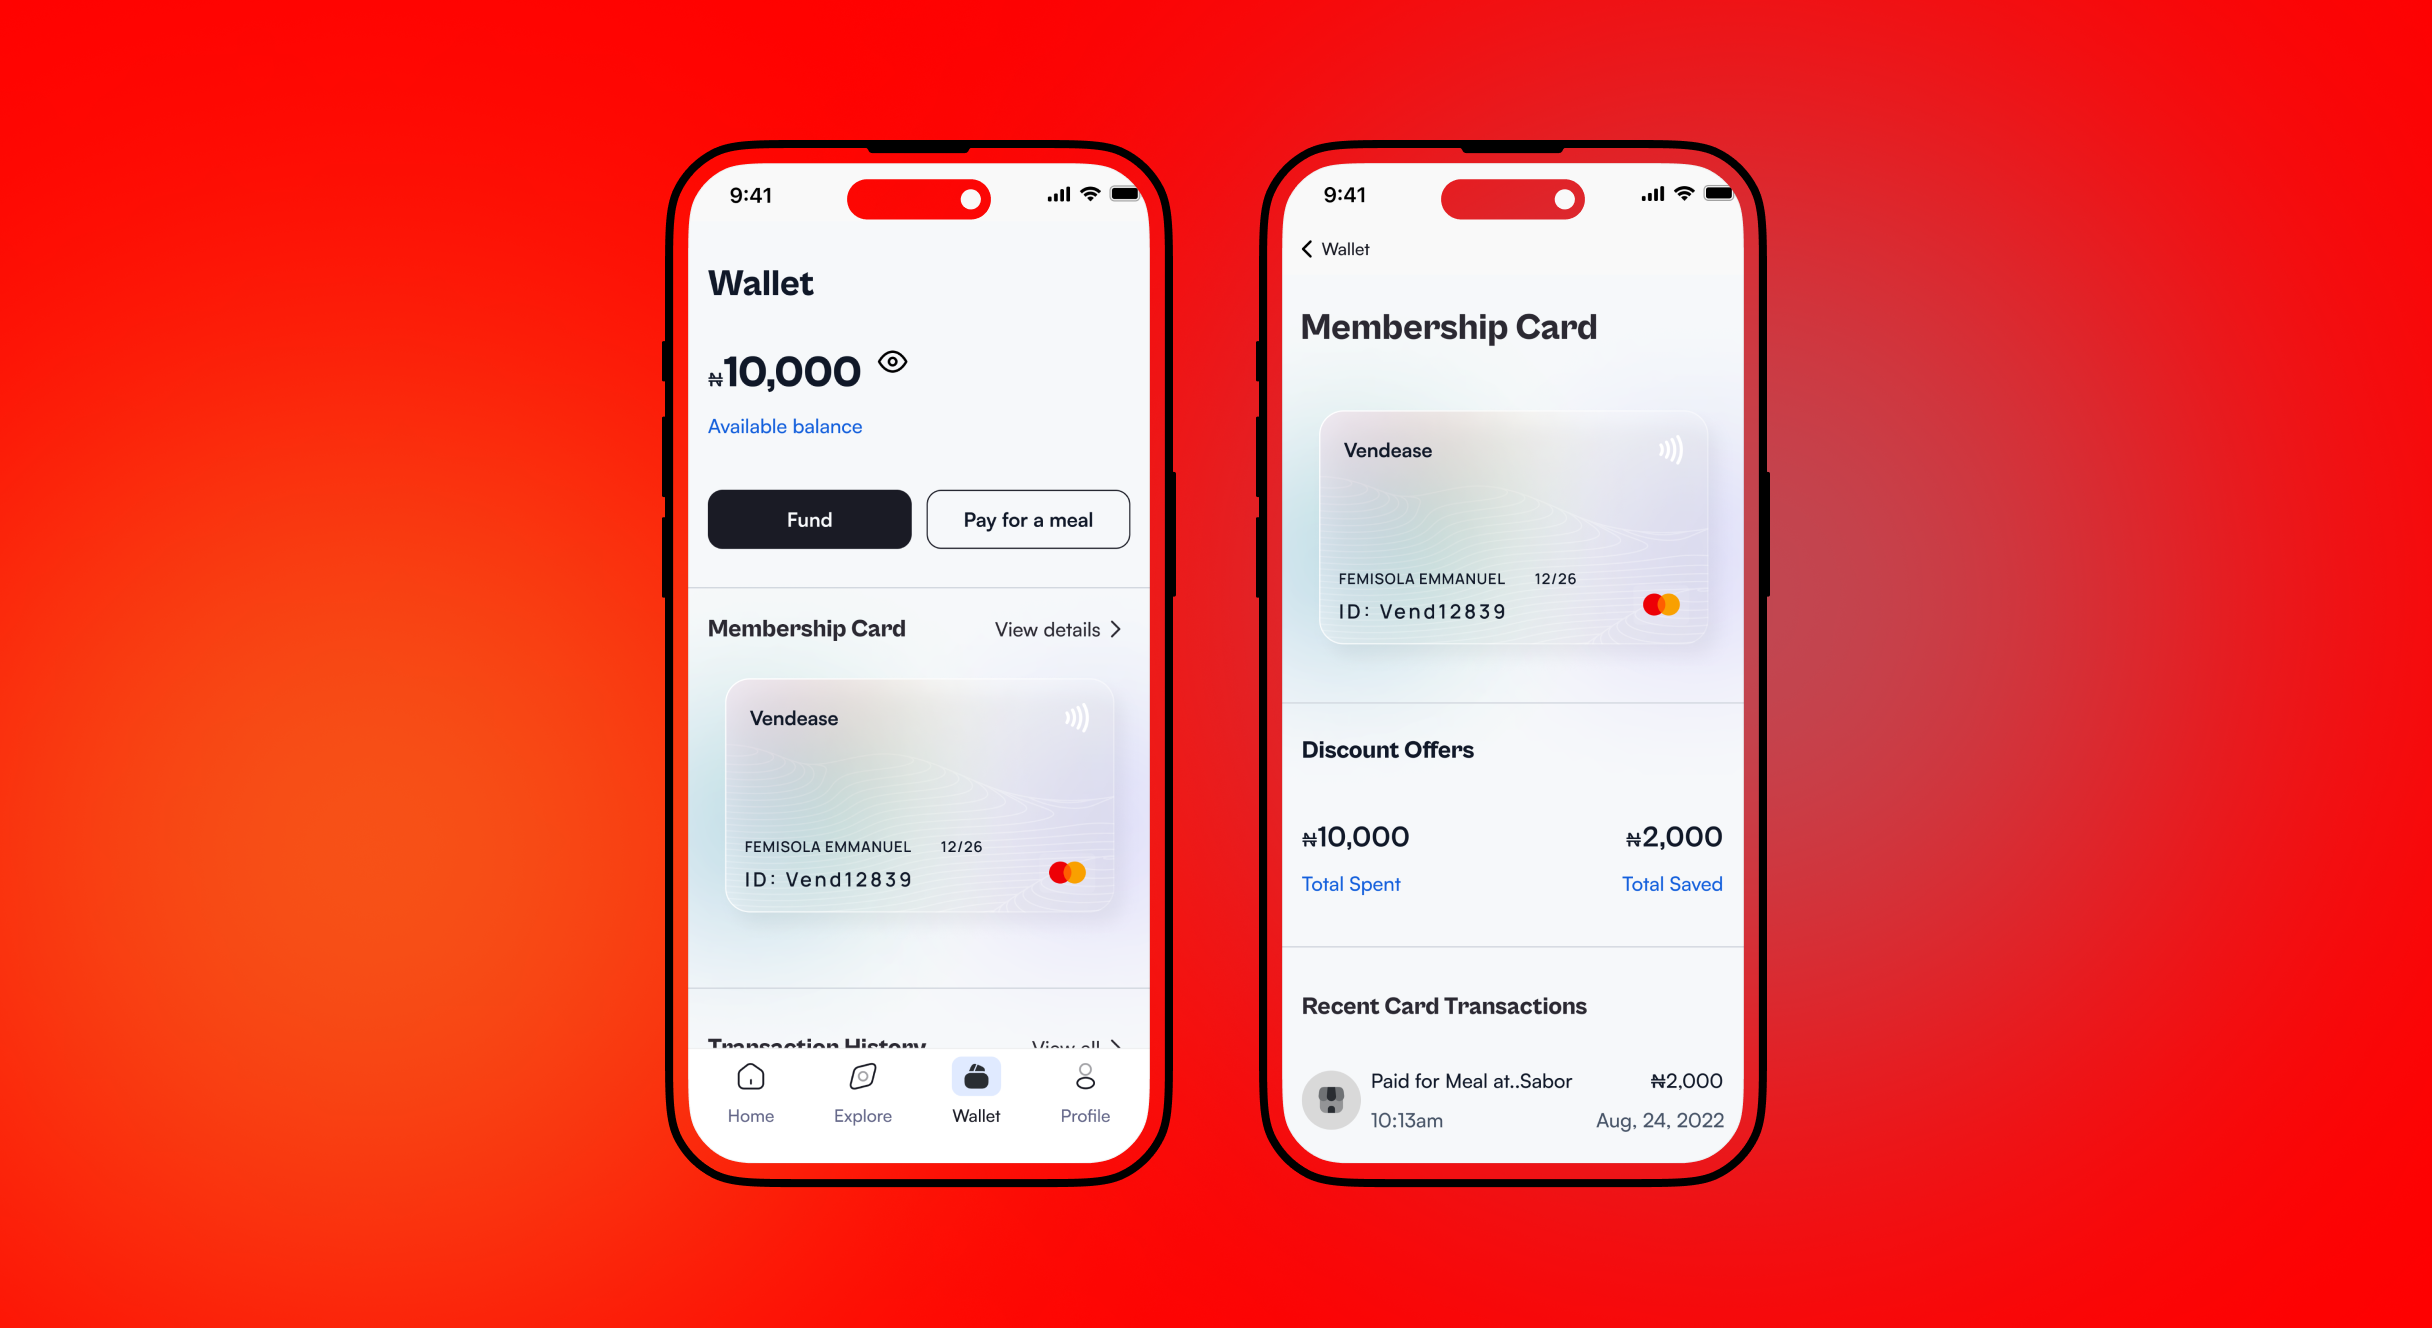 9:41
Wallet
₦10,000
Available balance
Fund
Pay for a meal
Membership Card
View details
Vendease
FEMISOLA EMMANUEL 12/26
ID: Vend12839
Transaction History
View all
Home
Explore
Wallet
Profile
9:41
Wallet
Membership Card
Vendease
FEMISOLA EMMANUEL 12/26
ID: Vend12839
Discount Offers
₦10,000
₦2,000
Total Spent
Total Saved
Recent Card Transactions
Paid for Meal at..Sabor
₦2,000
10:13am
Aug, 24, 2022